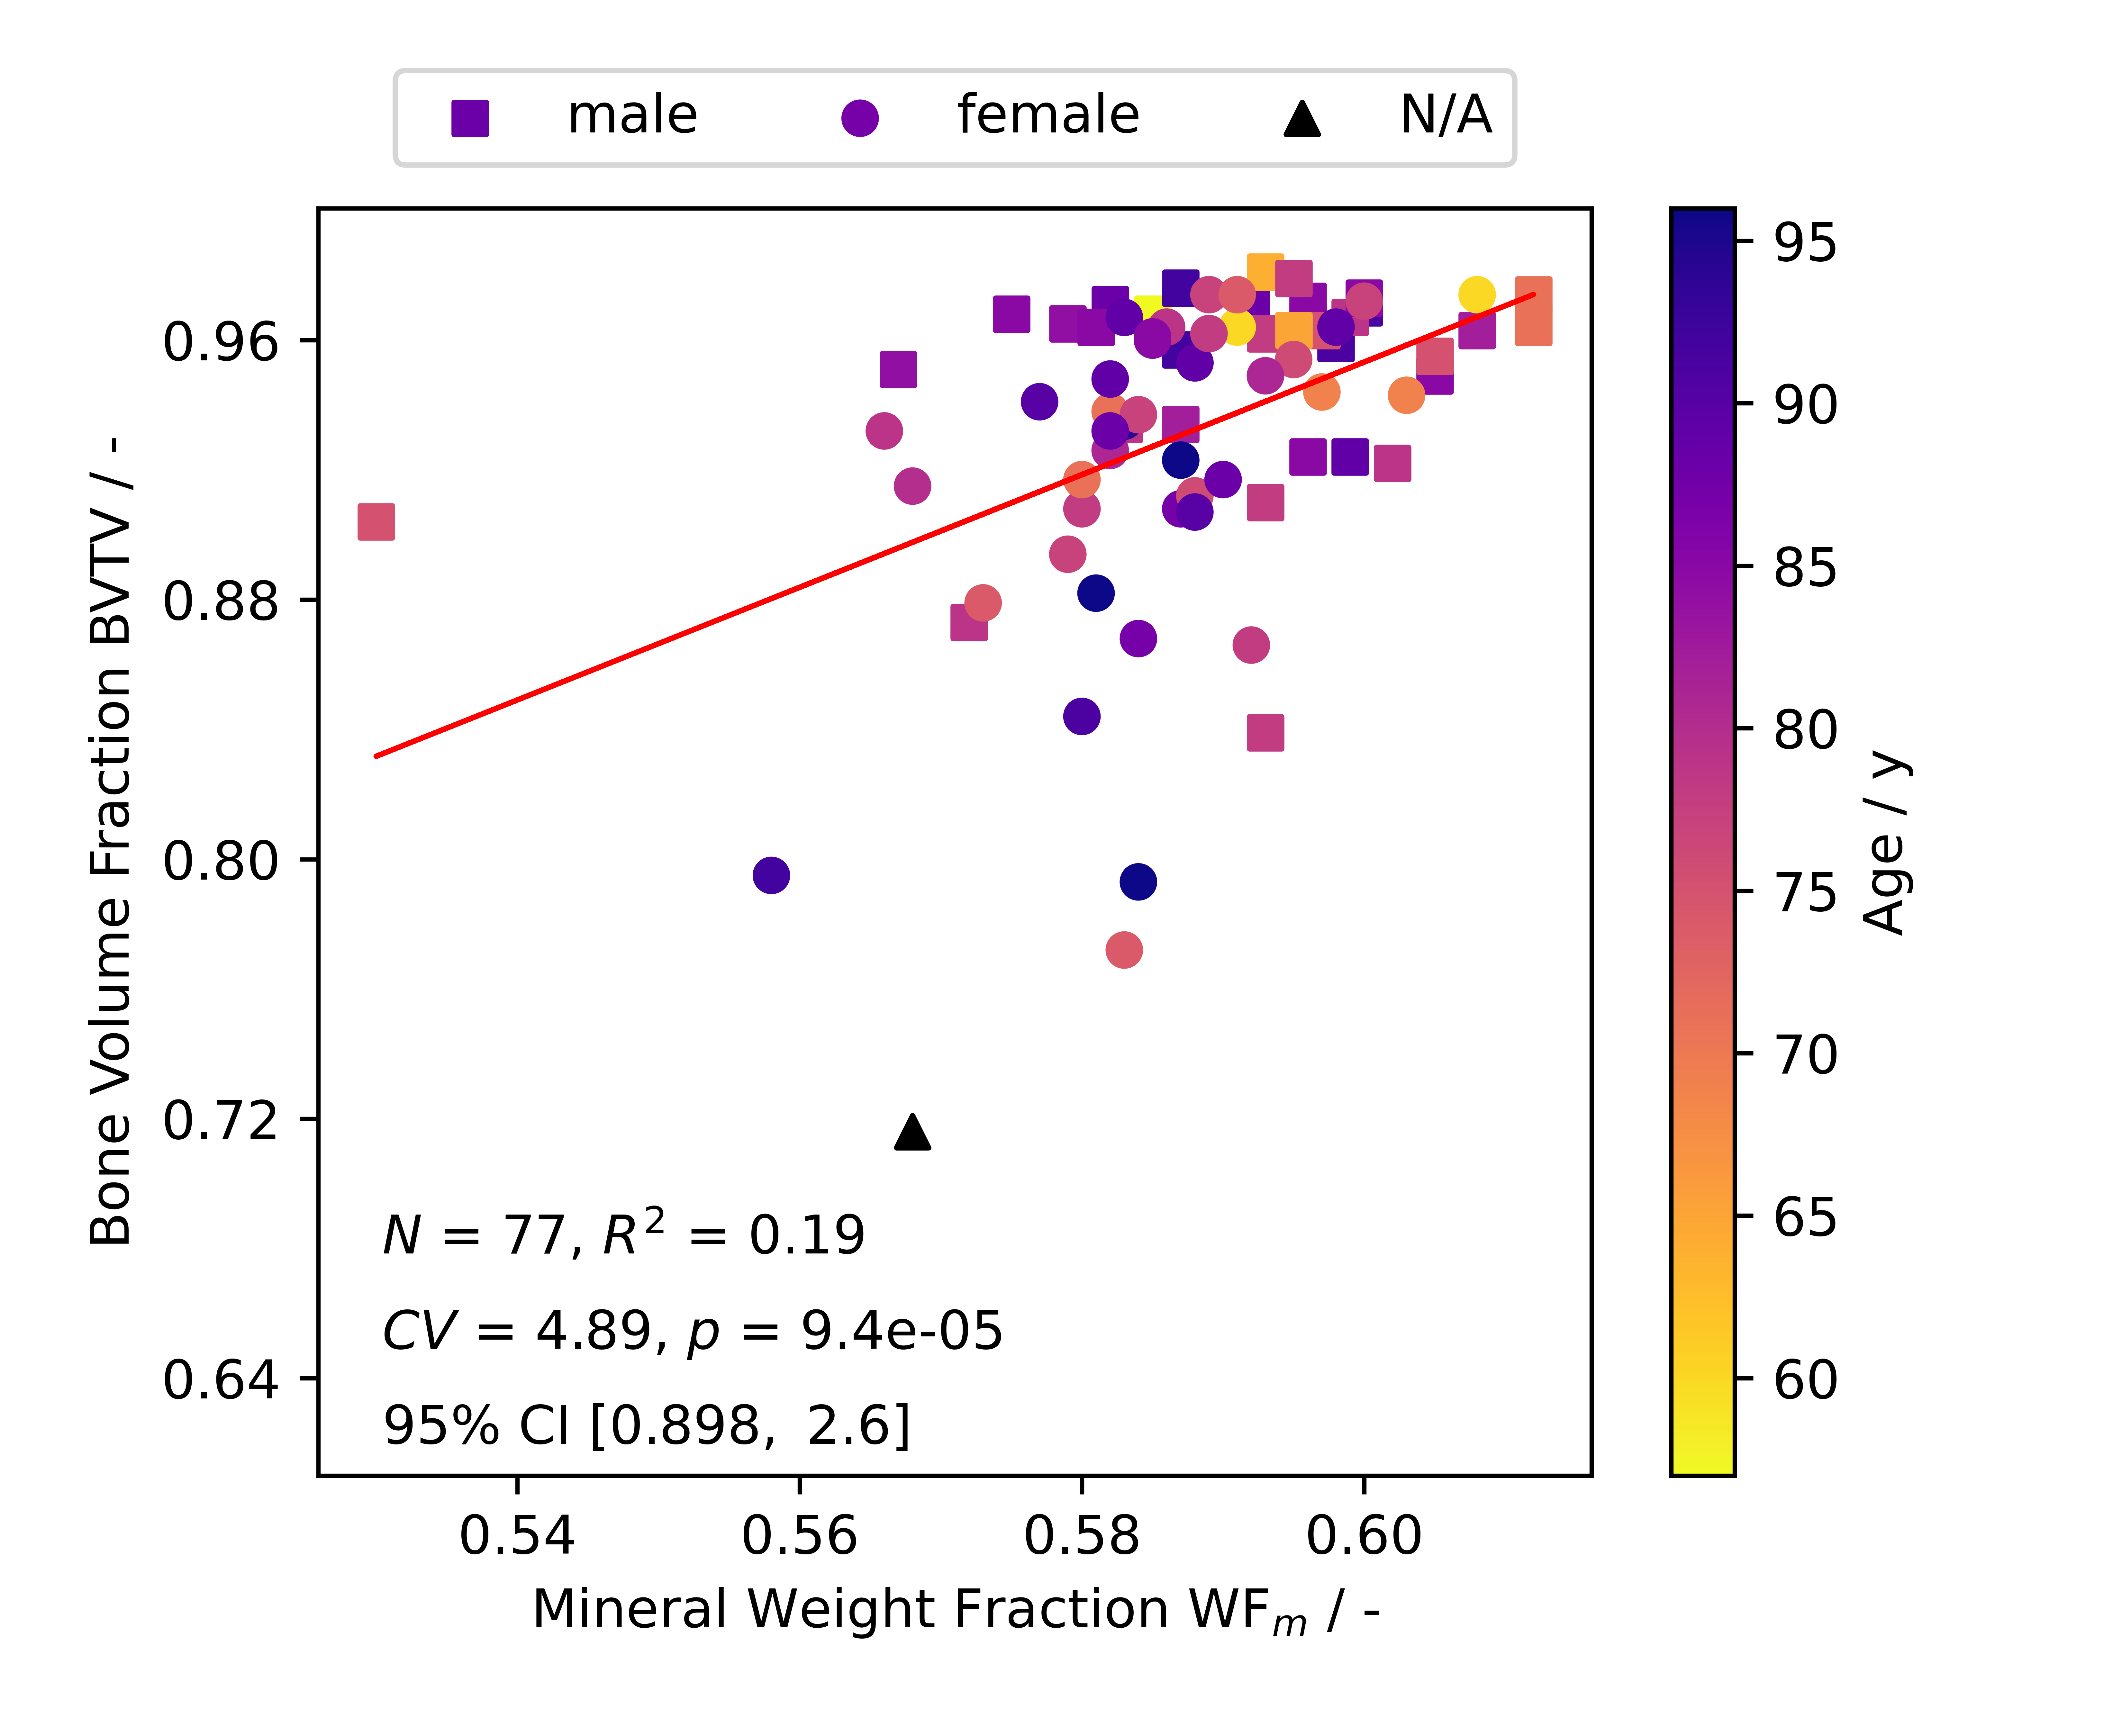 male female N/A
Bone Volume Fraction BVTV / -
0.96
0.88
0.80
0.72
0.64
N = 77, R² = 0.19
CV = 4.89, p = 9.4e-05
95% CI [0.898, 2.6]
0.54 0.56 0.58 0.60
Mineral Weight Fraction WFₘ / -
95
90
85
80
75
70
65
60
Age / y